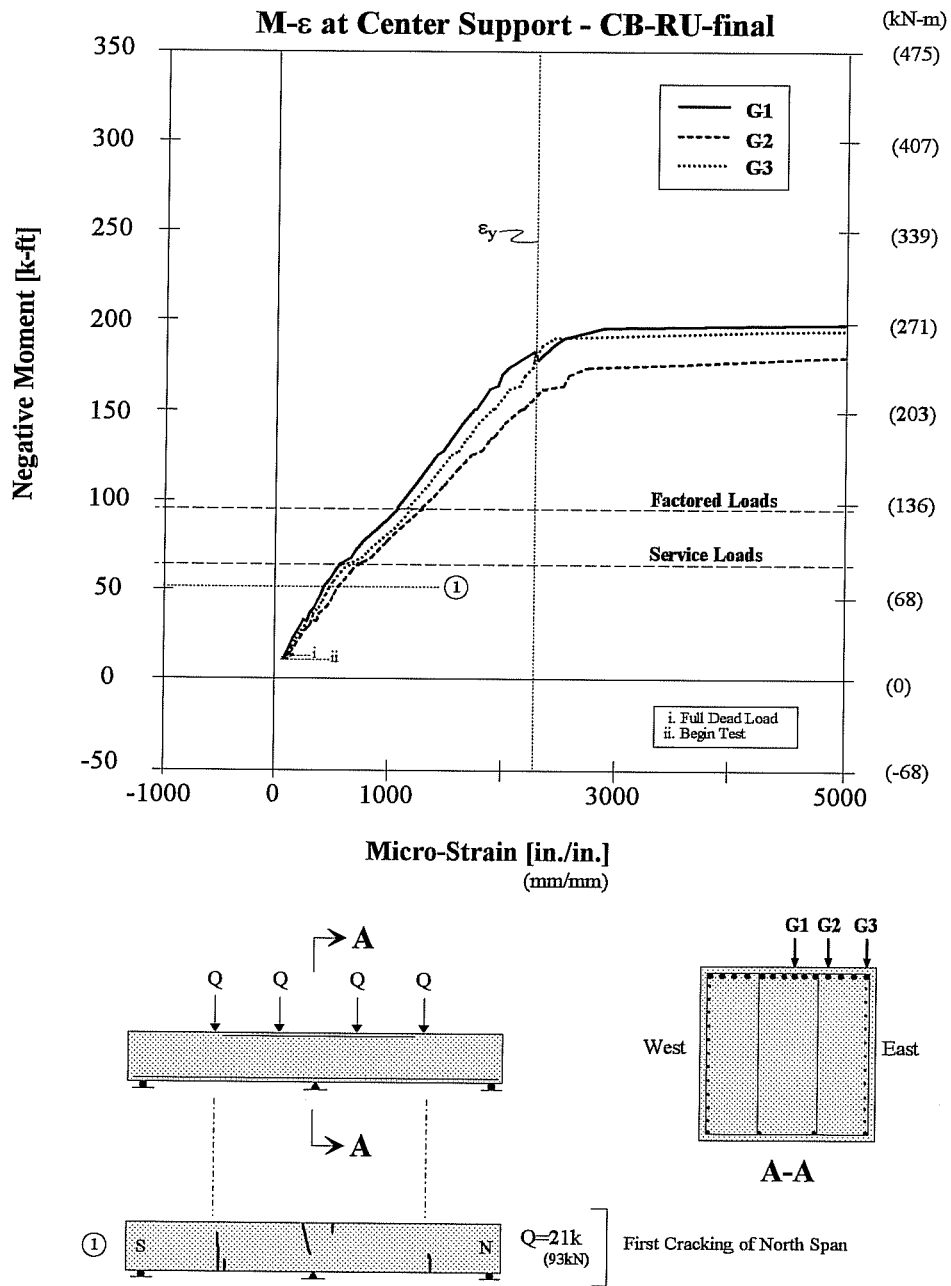 M-ε at Center Support - CB-RU-final
(kN-m)
350
300
250
200
150
100
50
0
-50
Negative Moment [k-ft]
(475)
(407)
(339)
(271)
(203)
(136)
(68)
(0)
(-68)
G1
G2
G3
εy
Factored Loads
Service Loads
1
i
ii
i. Full Dead Load
ii. Begin Test
-1000
0
1000
3000
5000
Micro-Strain [in./in.]
(mm/mm)
A
Q Q Q Q
A
G1 G2 G3
West
East
A-A
1
S
N
Q=21k
(93kN)
First Cracking of North Span